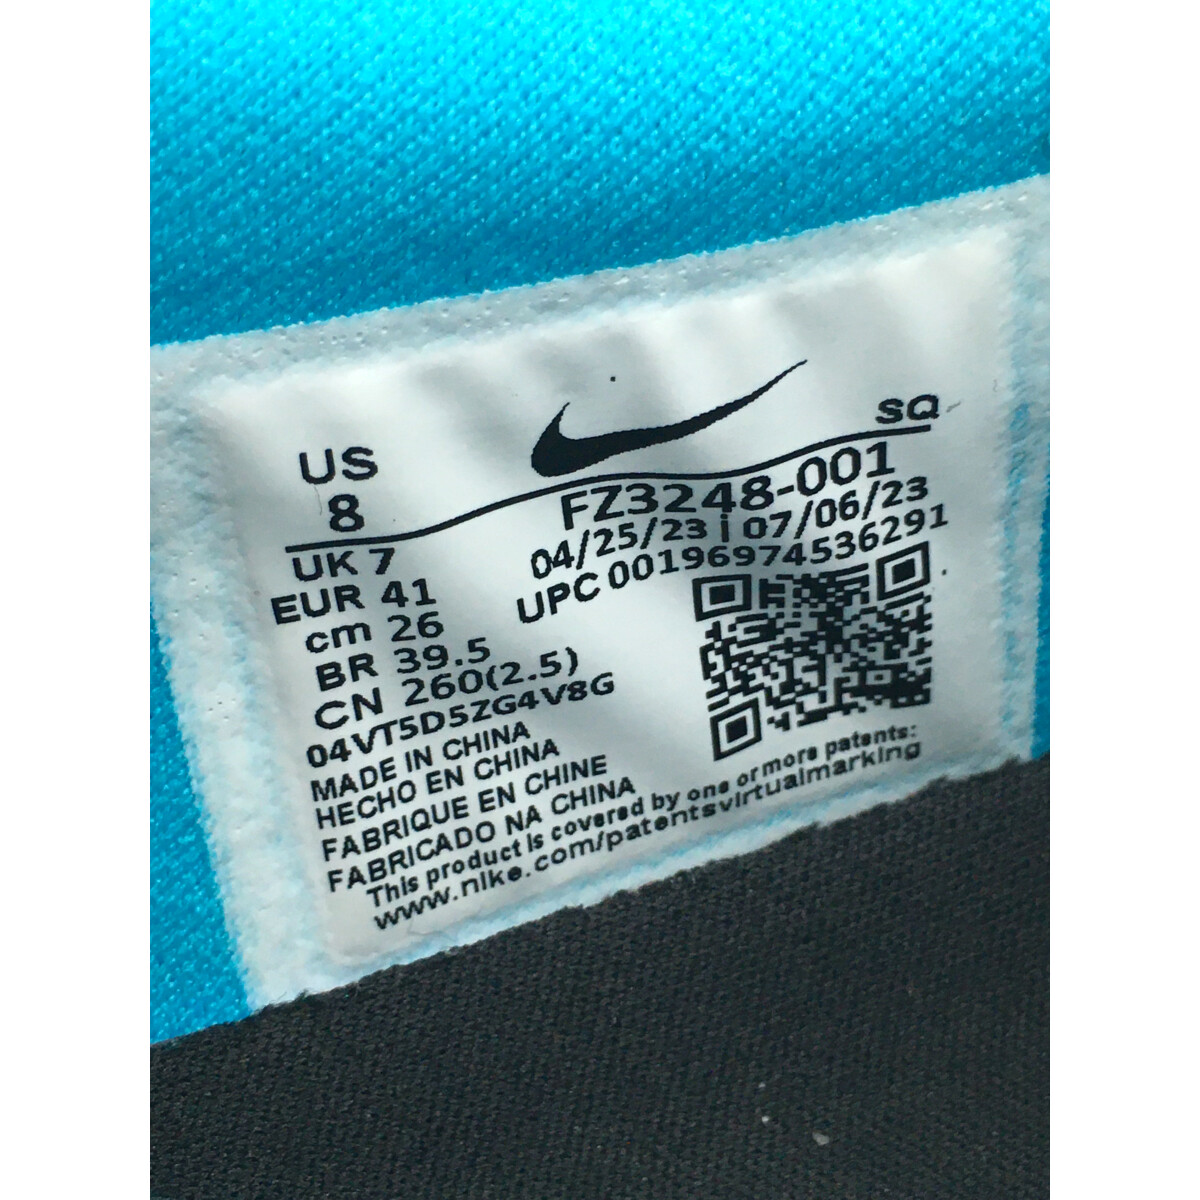 US
8
SQ
FZ3248-001
04/25/23 | 07/06/23
UPC 00196974536291
UK 7
EUR 41
cm 26
BR 39.5
CN 260(2.5)
04VT5D5ZG4V8G
MADE IN CHINA
HECHO EN CHINA
FABRIQUE EN CHINE
FABRICADO NA CHINA
This product is covered by one or more patents:
www.nike.com/patentsvirtualmarking